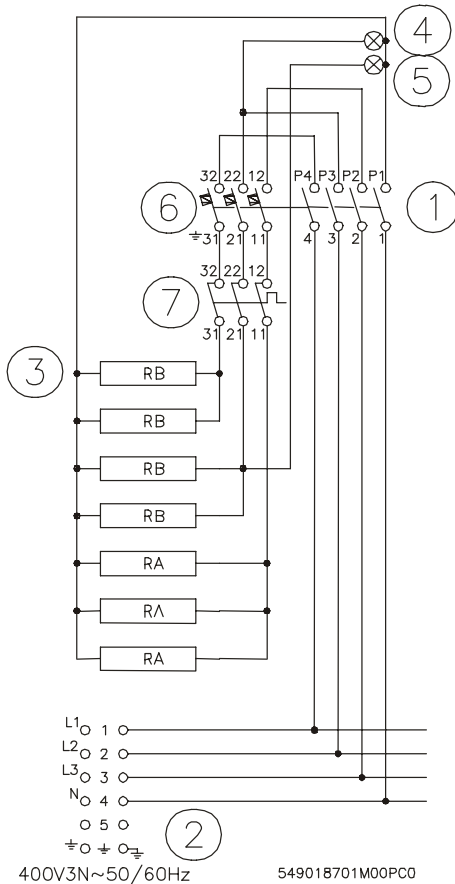 4
5
32 22 12 P4 P3 P2 P1
6
1
31 21 11 4 3 2 1
32 22 12
7
31 21 11
3
RB
RB
RB
RB
RA
RA
RA
L1 1
L2 2
L3 3
N 4
5
2
400V3N~50/60Hz 549018701M00PC0